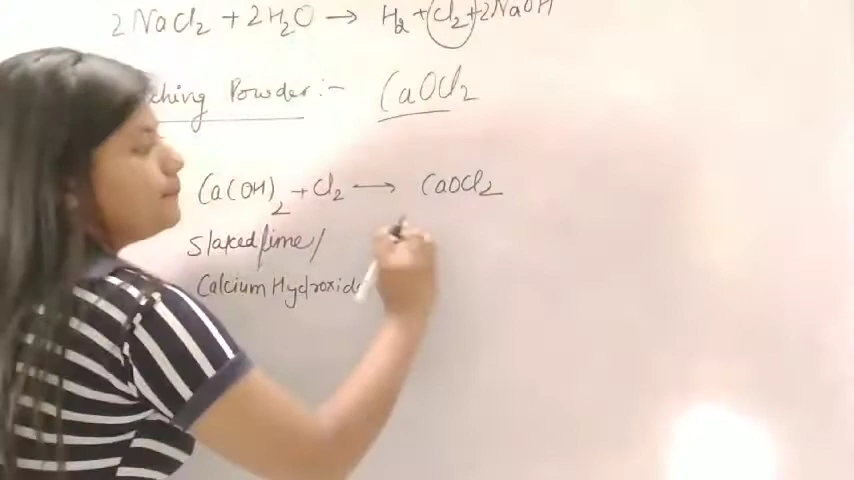 2NaCl₂ + 2H₂O → H₂ + Cl₂ + 2NaOH
ching Powder :- CaOCl₂
Ca(OH)₂ + Cl₂ → CaOCl₂
Slaked lime/
Calcium Hydroxide